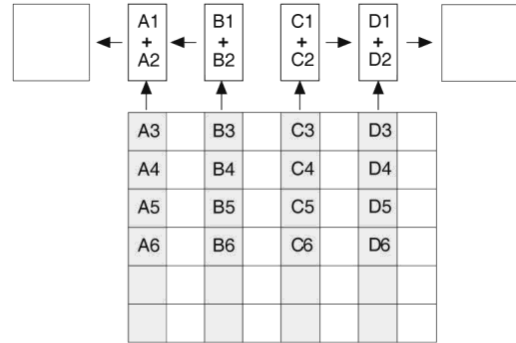 A1 B1 C1 D1
+ + + +
A2 B2 C2 D2
A3 B3 C3 D3
A4 B4 C4 D4
A5 B5 C5 D5
A6 B6 C6 D6